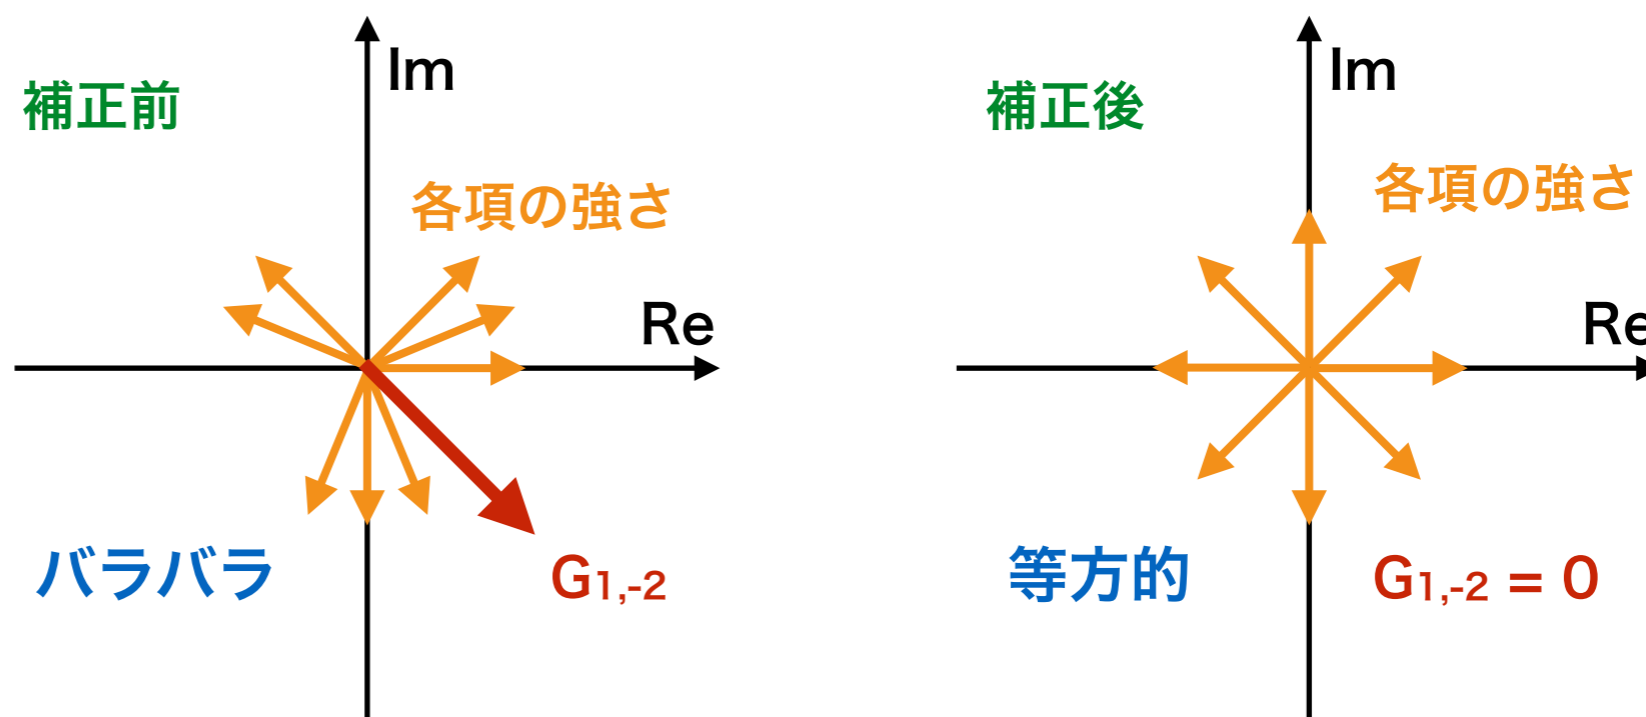 補正前
Im
各項の強さ
Re
バラバラ
G1,-2
補正後
Im
各項の強さ
Re
等方的
G1,-2 = 0